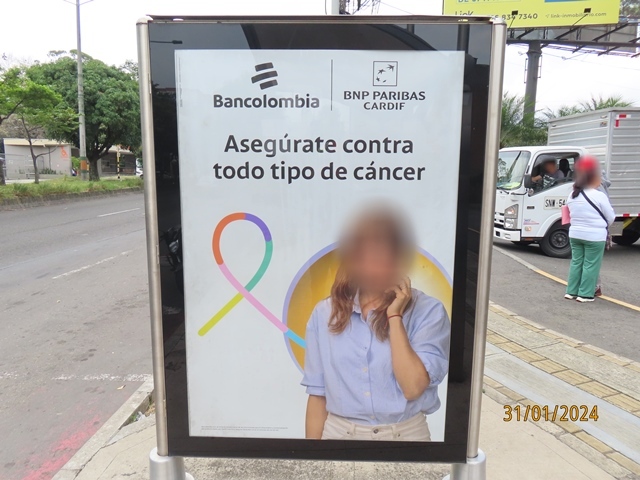 Bancolombia
BNP PARIBAS
CARDIF
Asegúrate contra
todo tipo de cáncer
31/01/2024